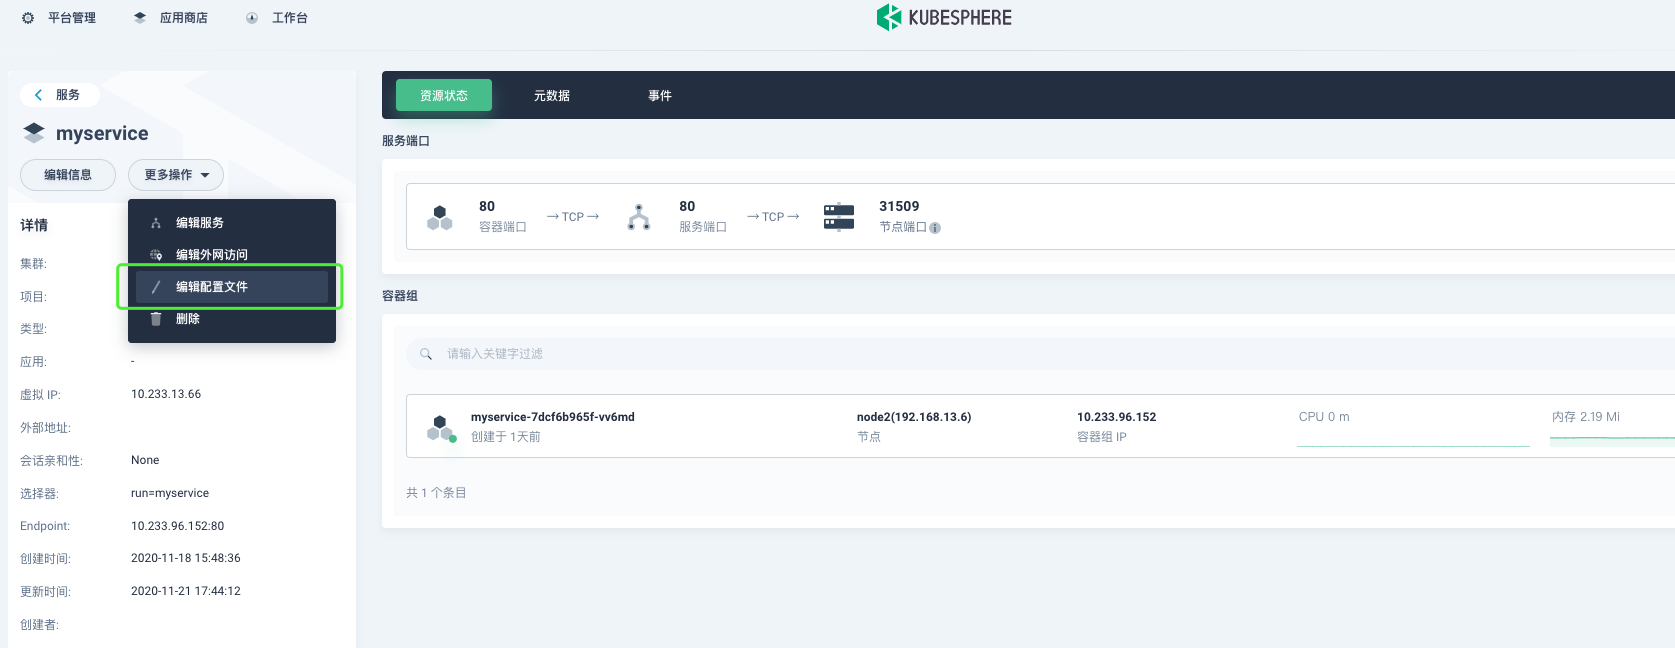 平台管理 应用商店 工作台 KUBESPHERE
服务
myservice
编辑信息 更多操作
编辑服务
编辑外网访问
编辑配置文件
删除
详情
集群:
项目:
类型:
应用: -
虚拟 IP: 10.233.13.66
外部地址:
会话亲和性: None
选择器: run=myservice
Endpoint: 10.233.96.152:80
创建时间: 2020-11-18 15:48:36
更新时间: 2020-11-21 17:44:12
创建者:
资源状态 元数据 事件
服务端口
80 →TCP→ 80 →TCP→ 31509
容器端口 服务端口 节点端口
容器组
请输入关键字过滤
myservice-7dcf6b965f-vv6md node2(192.168.13.6) 10.233.96.152 CPU 0 m 内存 2.19 Mi
创建于 1天前 节点 容器组 IP
共 1 个条目